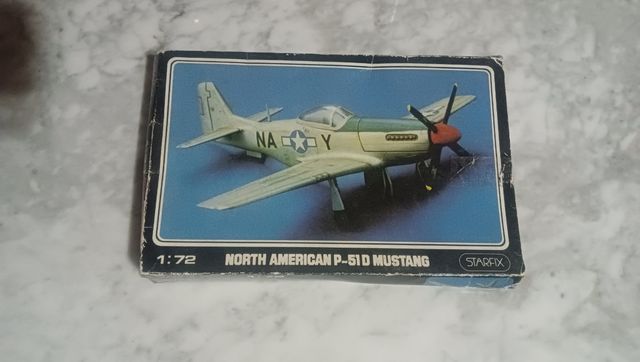 NA Y
1:72 NORTH AMERICAN P-51D MUSTANG STARFIX